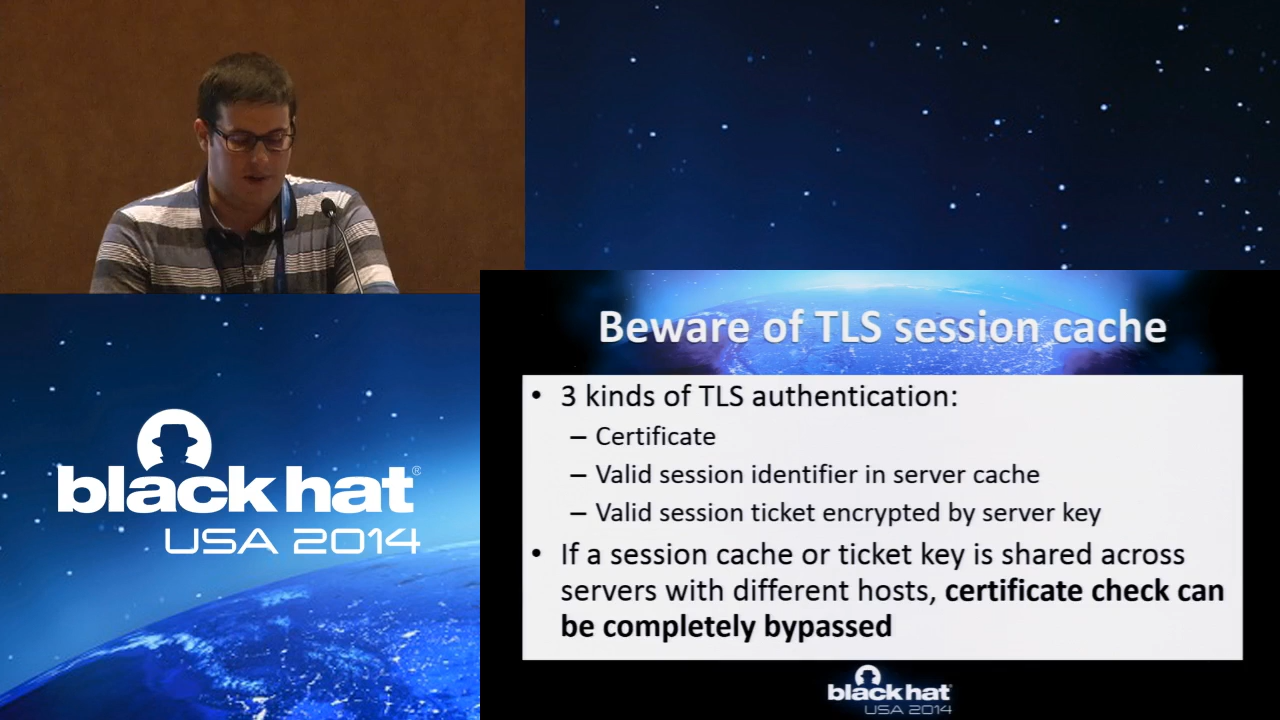 black hat®
USA 2014
Beware of TLS session cache
• 3 kinds of TLS authentication:
– Certificate
– Valid session identifier in server cache
– Valid session ticket encrypted by server key
• If a session cache or ticket key is shared across
servers with different hosts, certificate check can
be completely bypassed
black hat
USA 2014